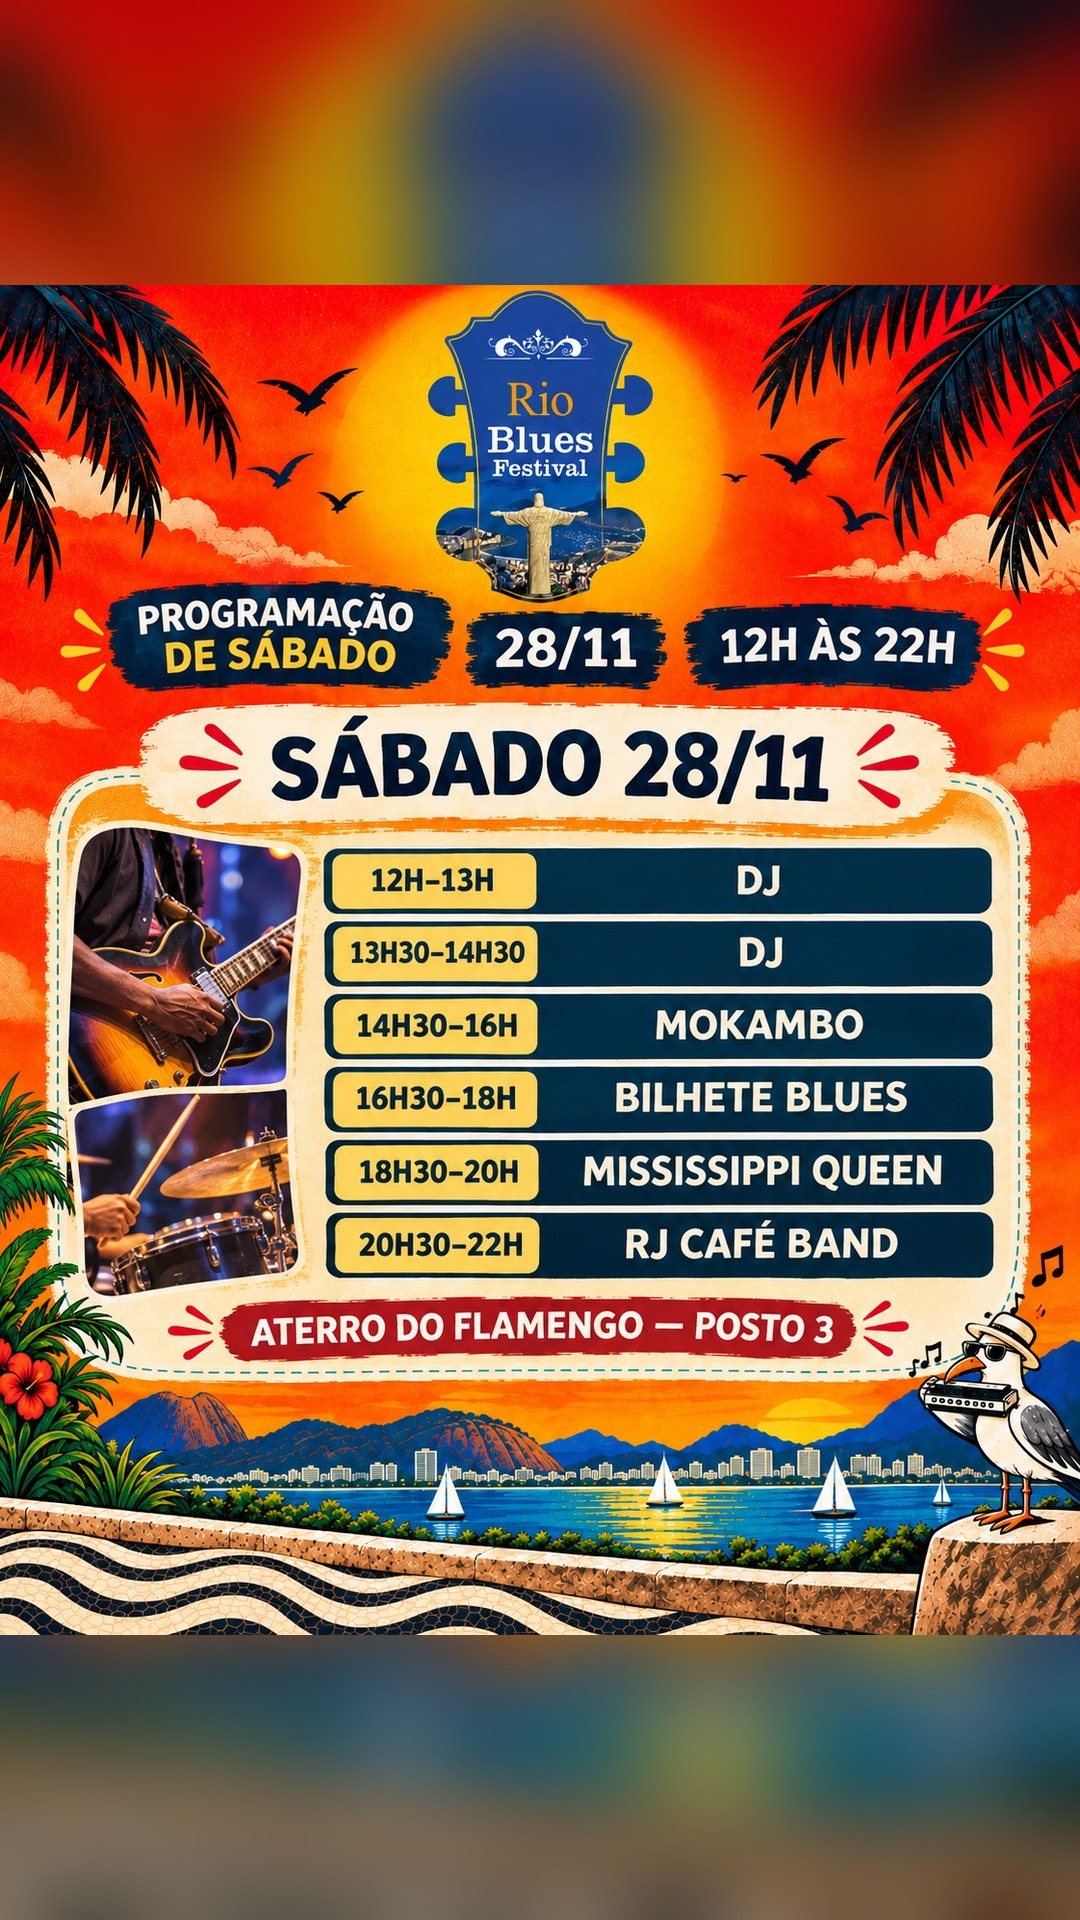 Rio
Blues
Festival
PROGRAMAÇÃO
DE SÁBADO
28/11
12H ÀS 22H
SÁBADO 28/11
12H–13H DJ
13H30–14H30 DJ
14H30–16H MOKAMBO
16H30–18H BILHETE BLUES
18H30–20H MISSISSIPPI QUEEN
20H30–22H RJ CAFÉ BAND
ATERRO DO FLAMENGO — POSTO 3